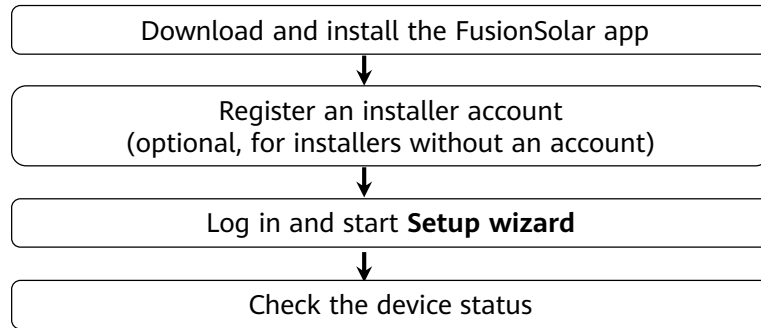 Download and install the FusionSolar app
Register an installer account
(optional, for installers without an account)
Log in and start Setup wizard
Check the device status